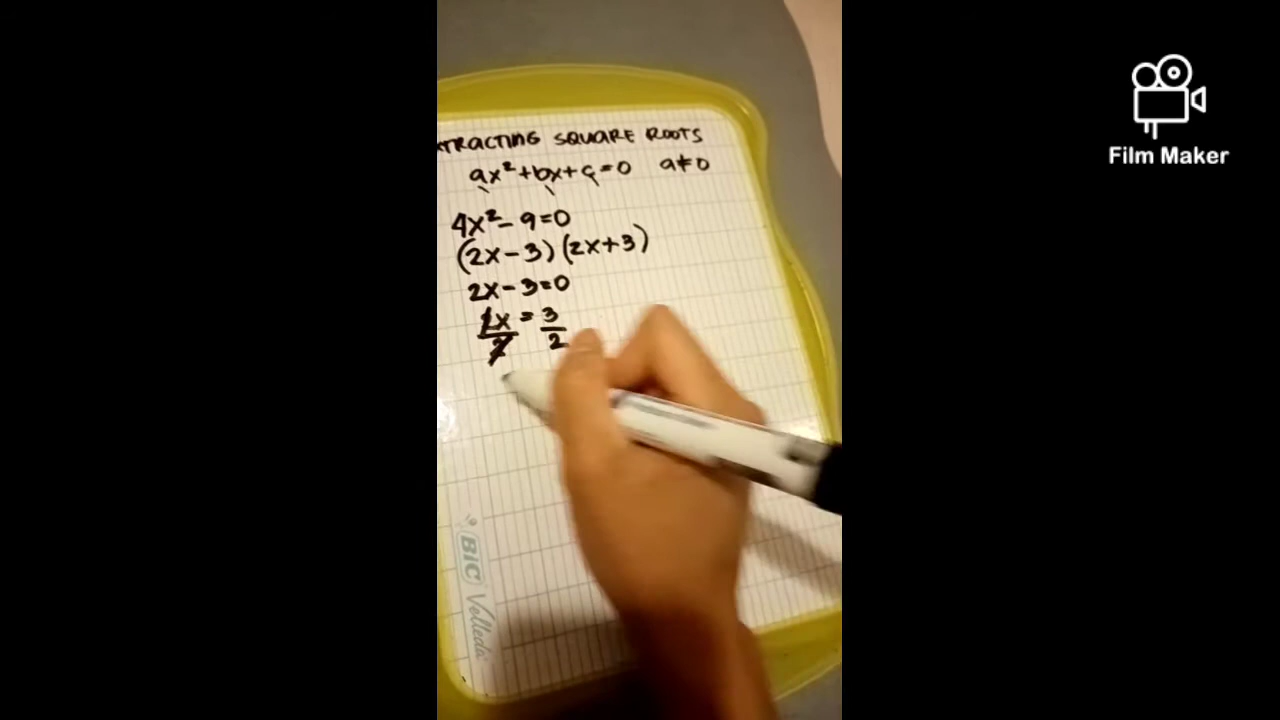 XTRACTING SQUARE ROOTS
ax²+bx+c=0 a≠0
4x²-9=0
(2x-3)(2x+3)
2x-3=0
2x = 3
2 2
BIC Velleda
Film Maker